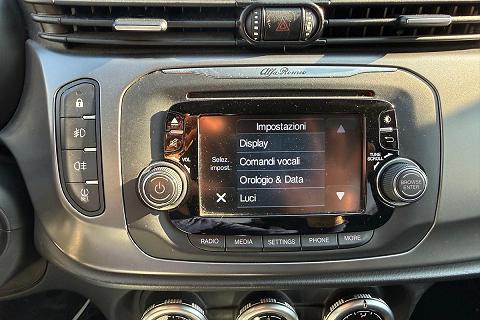 Alfa Romeo
Impostazioni
Display
Selez. impost:
Comandi vocali
Orologio & Data
Luci
VOL
TUNE SCROLL
BROWSE ENTER
RADIO MEDIA SETTINGS PHONE MORE